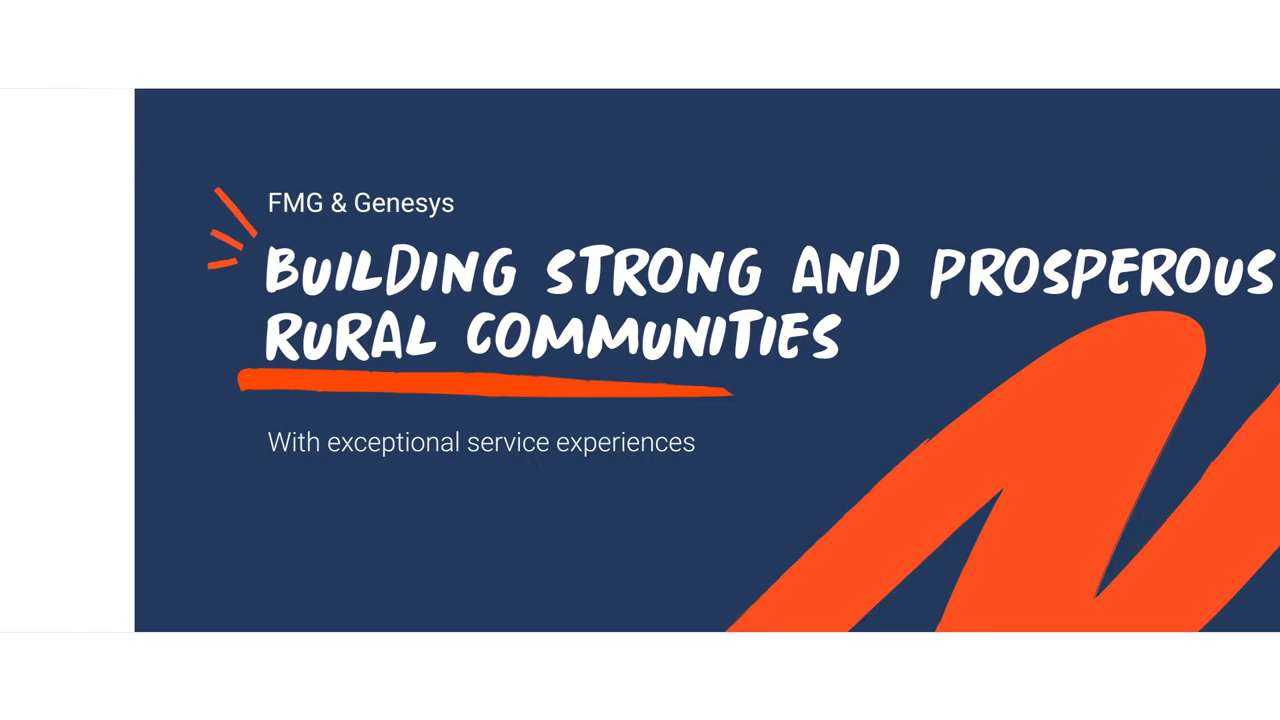 FMG & Genesys
BUILDING STRONG AND PROSPEROUS
RURAL COMMUNITIES
With exceptional service experiences